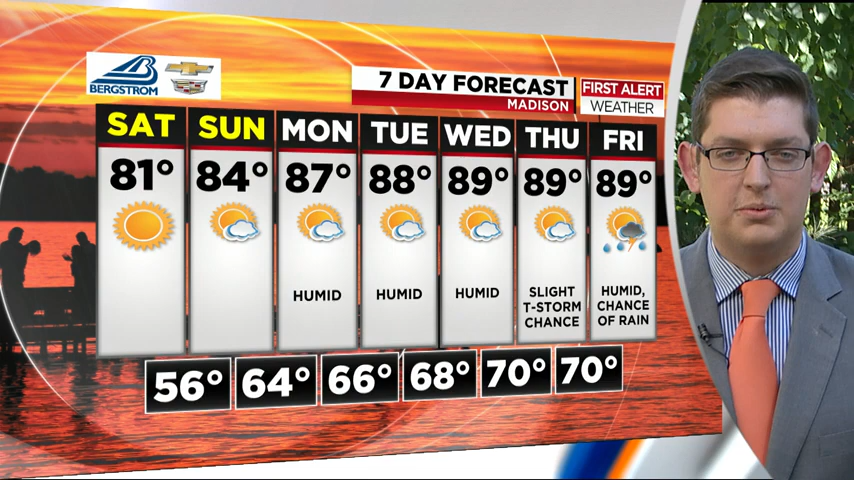 BERGSTROM
7 DAY FORECAST
MADISON
FIRST ALERT
WEATHER
SAT SUN MON TUE WED THU FRI
81° 84° 87° 88° 89° 89° 89°
HUMID HUMID HUMID
SLIGHT
T-STORM
CHANCE
HUMID,
CHANCE
OF RAIN
56° 64° 66° 68° 70° 70°